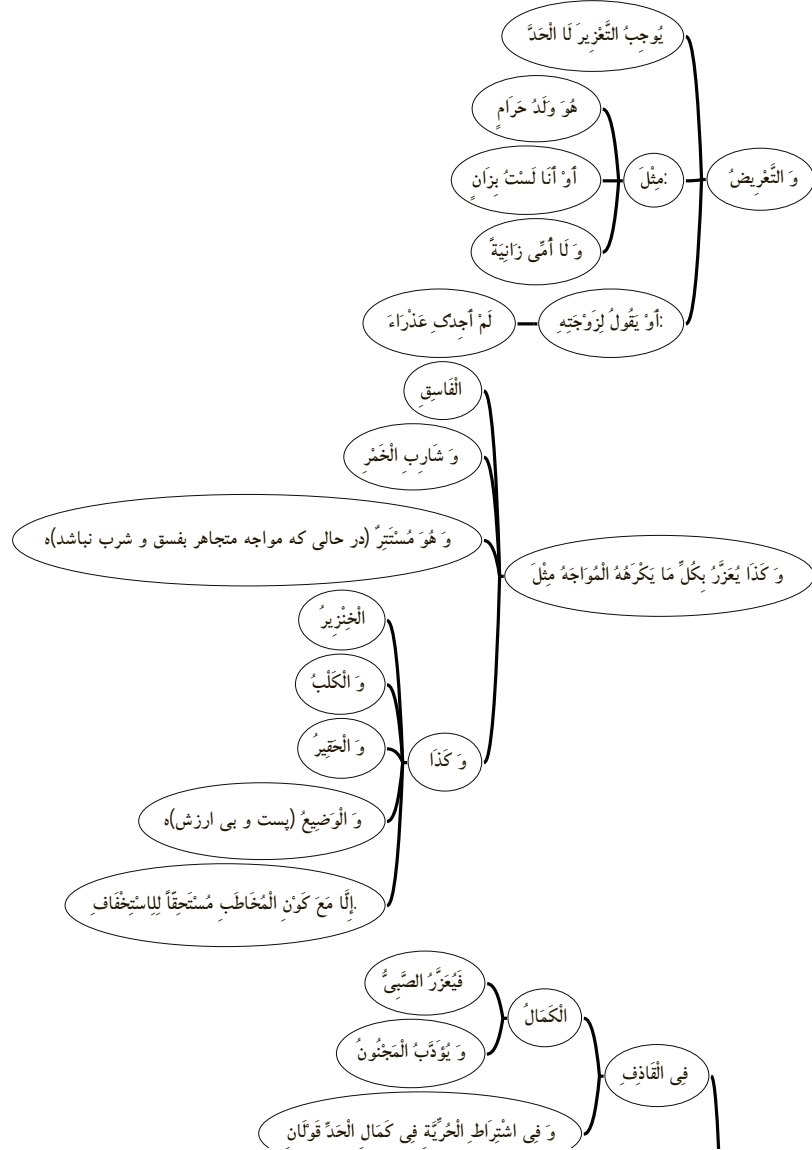 يُوجِبُ التَّعْزِيرَ لَا الْحَدَّ
وَ التَّعْرِيضُ
مِثْلَ:
هُوَ وَلَدُ حَرَامٍ
أَوْ أَنَا لَسْتُ بِزَانٍ
وَ لَا أُمِّی زَانِيَةً
أَوْ يَقُولُ لِزَوْجَتِهِ:
لَمْ أَجِدکِ عَذْرَاءَ
وَ كَذَا يُعَزَّرُ بِكُلِّ مَا يَكْرَهُهُ الْمُوَاجَهُ مِثْلَ
الْفَاسِقِ
وَ شَارِبِ الْخَمْرِ
وَ هُوَ مُسْتَتِرٌ (در حالی که مواجه متجاهر بفسق و شرب نباشد)ه
وَ كَذَا
الْخِنْزِيرُ
وَ الْكَلْبُ
وَ الْحَقِيرُ
وَ الْوَضِيعُ (پست و بی ارزش)ه
إِلَّا مَعَ كَوْنِ الْمُخَاطَبِ مُسْتَحِقّاً لِلِاسْتِخْفَافِ.
فِی الْقَاذِفِ
الْكَمَالُ
فَيُعَزَّرُ الصَّبِیُّ
وَ يُؤَدَّبُ الْمَجْنُونُ
وَ فِی اشْتِرَاطِ الْحُرِّيَّةِ فِی كَمَالِ الْحَدِّ قَوْلَانِ